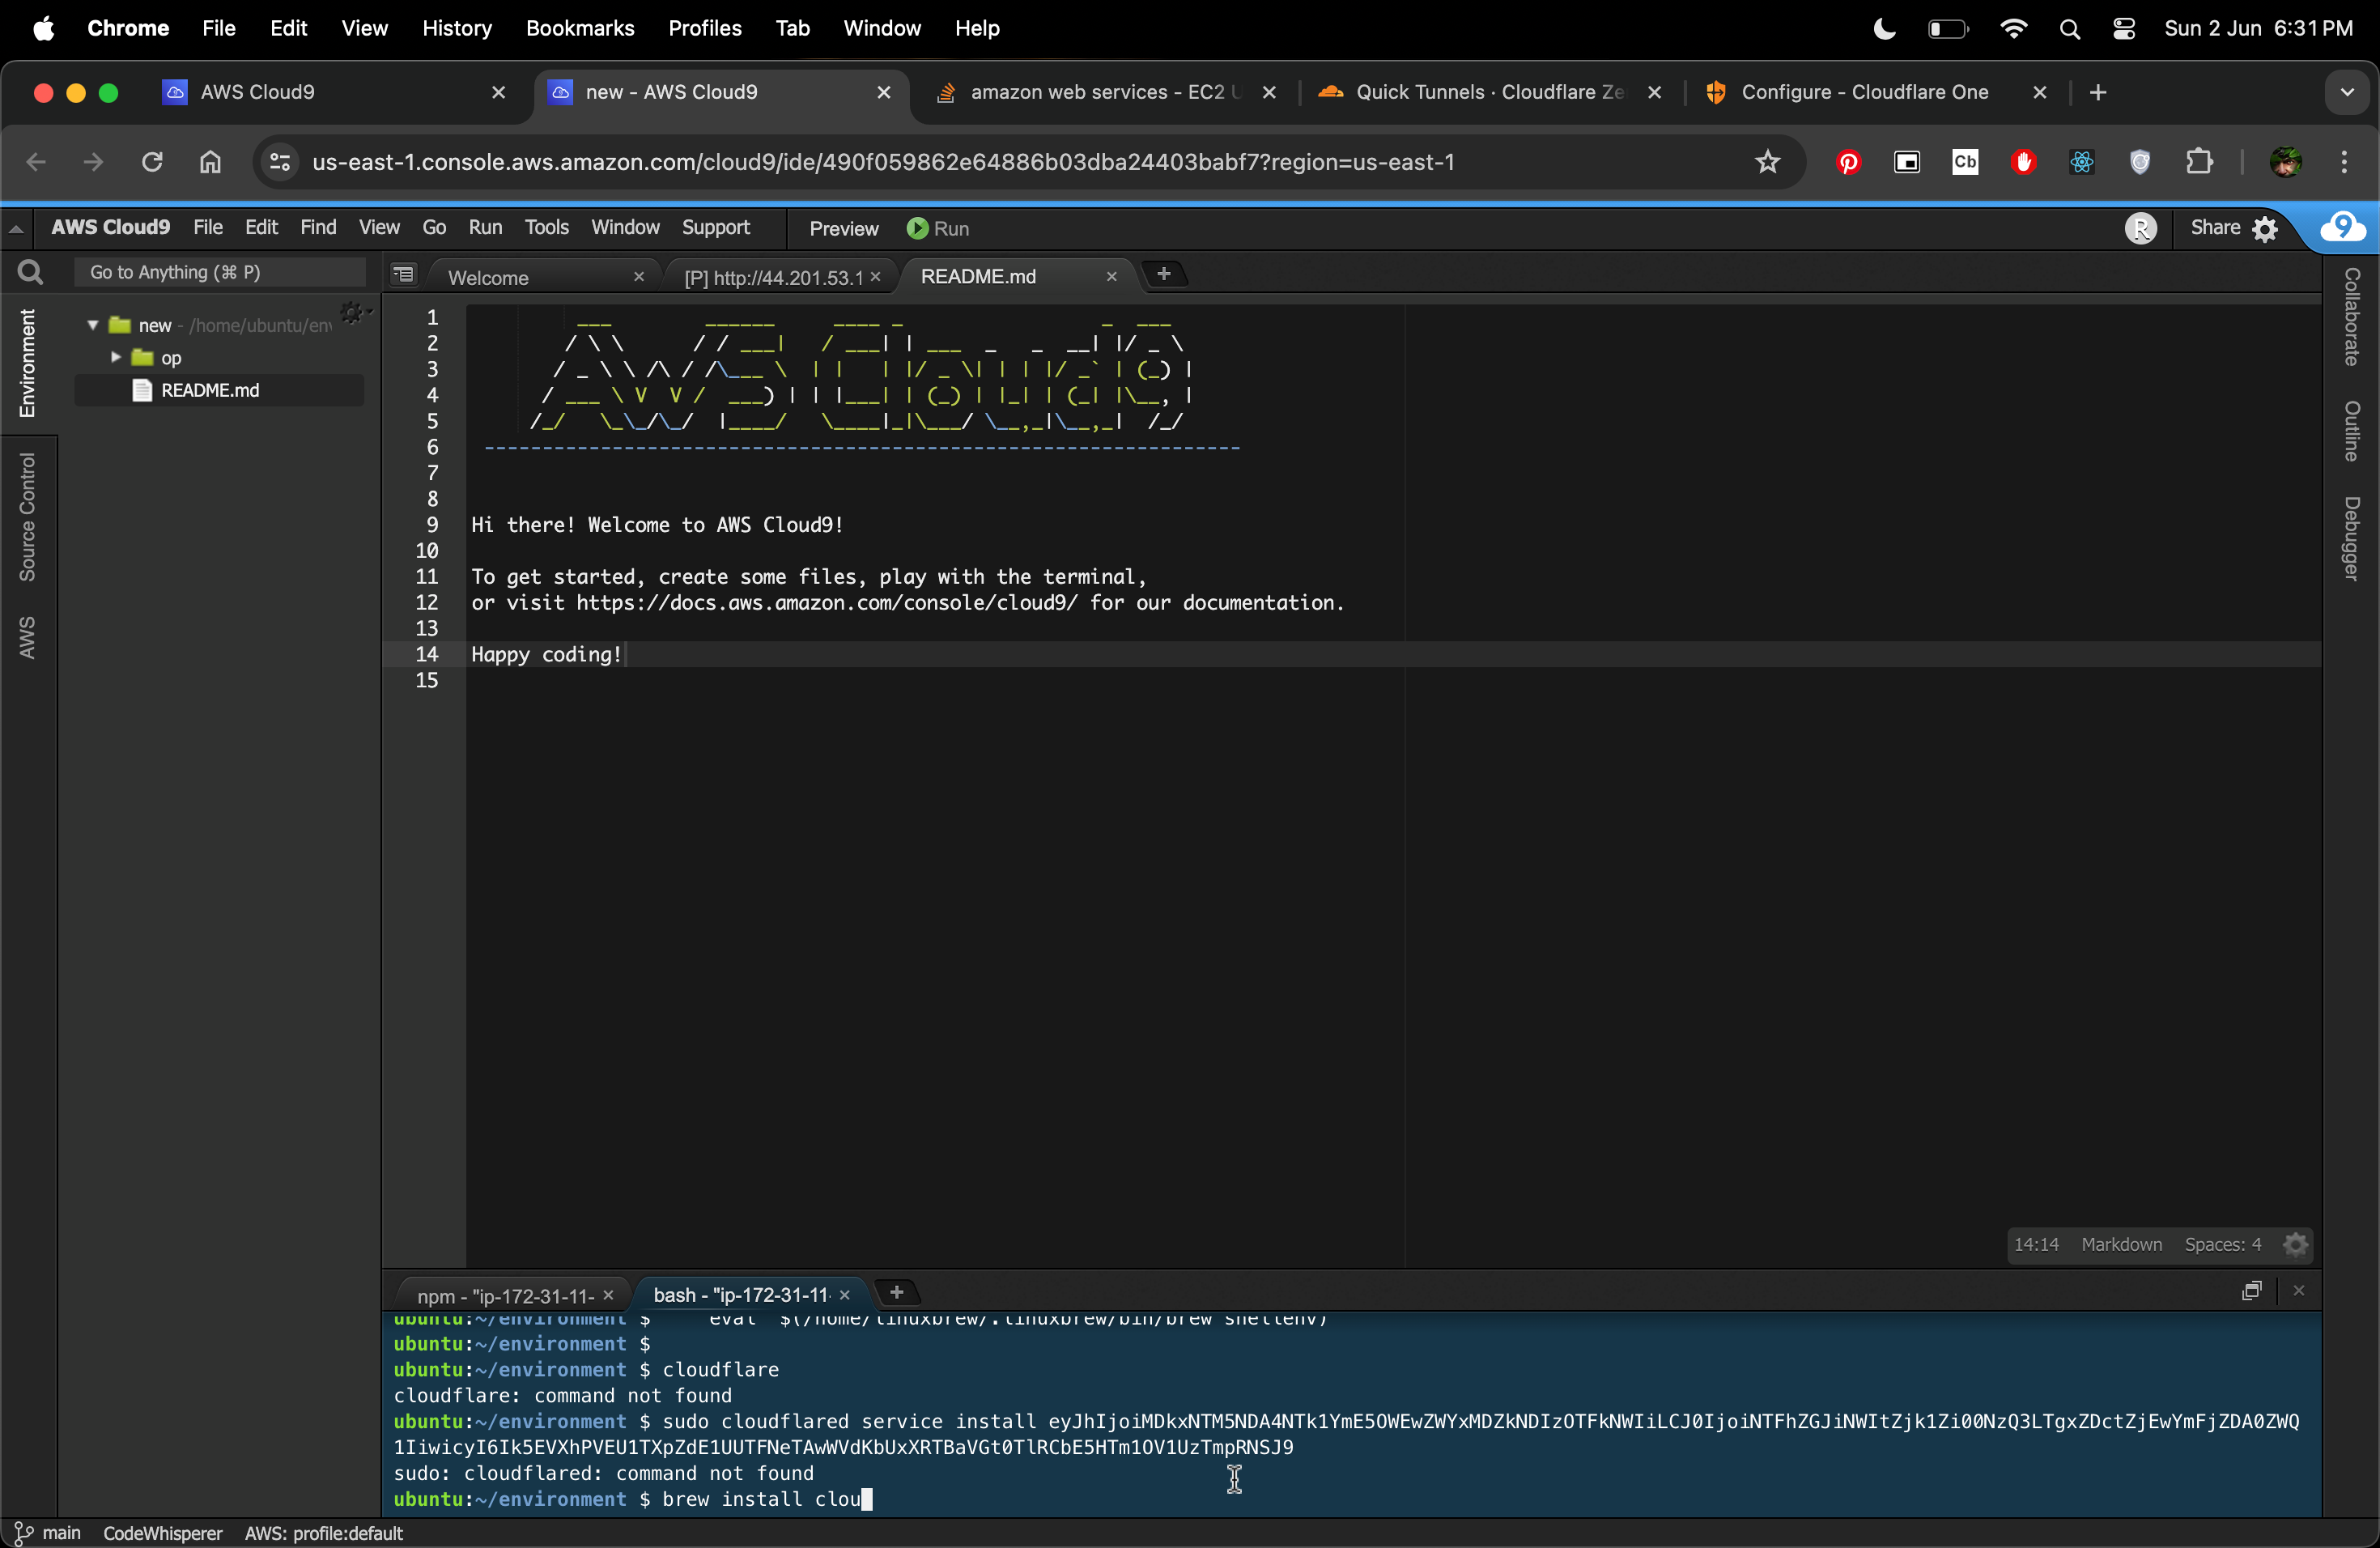 Chrome File Edit View History Bookmarks Profiles Tab Window Help Sun 2 Jun 6:31 PM
AWS Cloud9
new - AWS Cloud9
amazon web services - EC2 U
Quick Tunnels · Cloudflare Ze
Configure - Cloudflare One
us-east-1.console.aws.amazon.com/cloud9/ide/490f059862e64886b03dba24403babf7?region=us-east-1
Cb
AWS Cloud9 File Edit Find View Go Run Tools Window Support Preview Run R Share 9
Go to Anything (⌘ P)
Welcome
[P] http://44.201.53.1
README.md
Environment
Source Control
AWS
new - /home/ubuntu/en
op
README.md
Collaborate
Outline
Debugger
1
2
3
4
5
6
7
8
9 Hi there! Welcome to AWS Cloud9!
10
11 To get started, create some files, play with the terminal,
12 or visit https://docs.aws.amazon.com/console/cloud9/ for our documentation.
13
14 Happy coding!
15
14:14 Markdown Spaces: 4
npm - "ip-172-31-11-
bash - "ip-172-31-11-
ubuntu:~/environment $ eval "$(/home/linuxbrew/.linuxbrew/bin/brew shellenv)"
ubuntu:~/environment $
ubuntu:~/environment $ cloudflare
cloudflare: command not found
ubuntu:~/environment $ sudo cloudflared service install eyJhIjoiMDkxNTM5NDA4NTk1YmE5OWEwZWYxMDZkNDIzOTFkNWIiLCJ0IjoiNTFhZGJiNWItZjk1Zi00NzQ3LTgxZDctZjEwYmFjZDA0ZWQ
1IiwicyI6Ik5EVXhPVEU1TXpZdE1UUTFNeTAwWVdKbUxXRTBaVGt0TlRCbE5HTm1OV1UzTmpRNSJ9
sudo: cloudflared: command not found
ubuntu:~/environment $ brew install clou
main CodeWhisperer AWS: profile:default